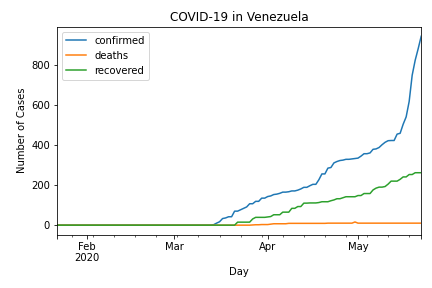 COVID-19 in Venezuela
confirmed
deaths
recovered
Number of Cases
800
600
400
200
0
Feb
2020
Mar
Apr
May
Day